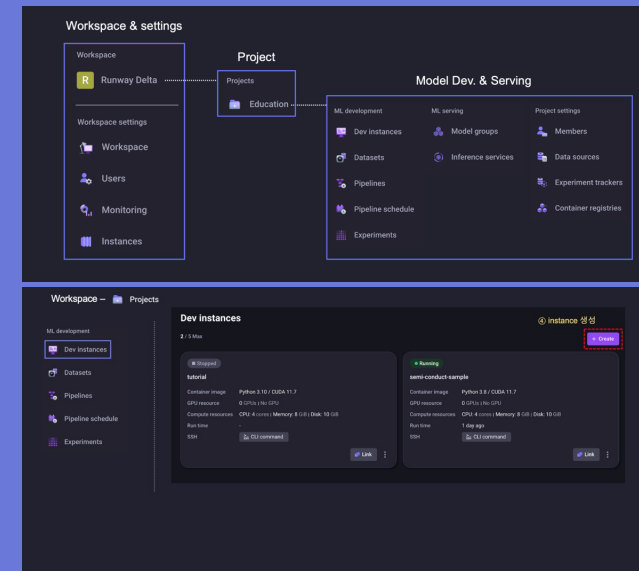 Workspace & settings
Workspace
R Runway Delta
Workspace settings
Workspace
Users
Monitoring
Instances
Project
Projects
Education
Model Dev. & Serving
ML development
Dev instances
Datasets
Pipelines
Pipeline schedule
Experiments
ML serving
Model groups
Inference services
Project settings
Members
Data sources
Experiment trackers
Container registries
Workspace – Projects
ML development
Dev instances
Datasets
Pipelines
Pipeline schedule
Experiments
Dev instances
2 / 5 Max
④ instance 생성
+ Create
Stopped
tutorial
Container image Python 3.10 / CUDA 11.7
GPU resource 0 GPUs | No GPU
Compute resources CPU: 4 cores | Memory: 8 GiB | Disk: 10 GiB
Run time -
SSH CLI command
Link
Running
semi-conduct-sample
Container image Python 3.8 / CUDA 11.7
GPU resource 0 GPUs | No GPU
Compute resources CPU: 4 cores | Memory: 8 GiB | Disk: 10 GiB
Run time 1 day ago
SSH CLI command
Link